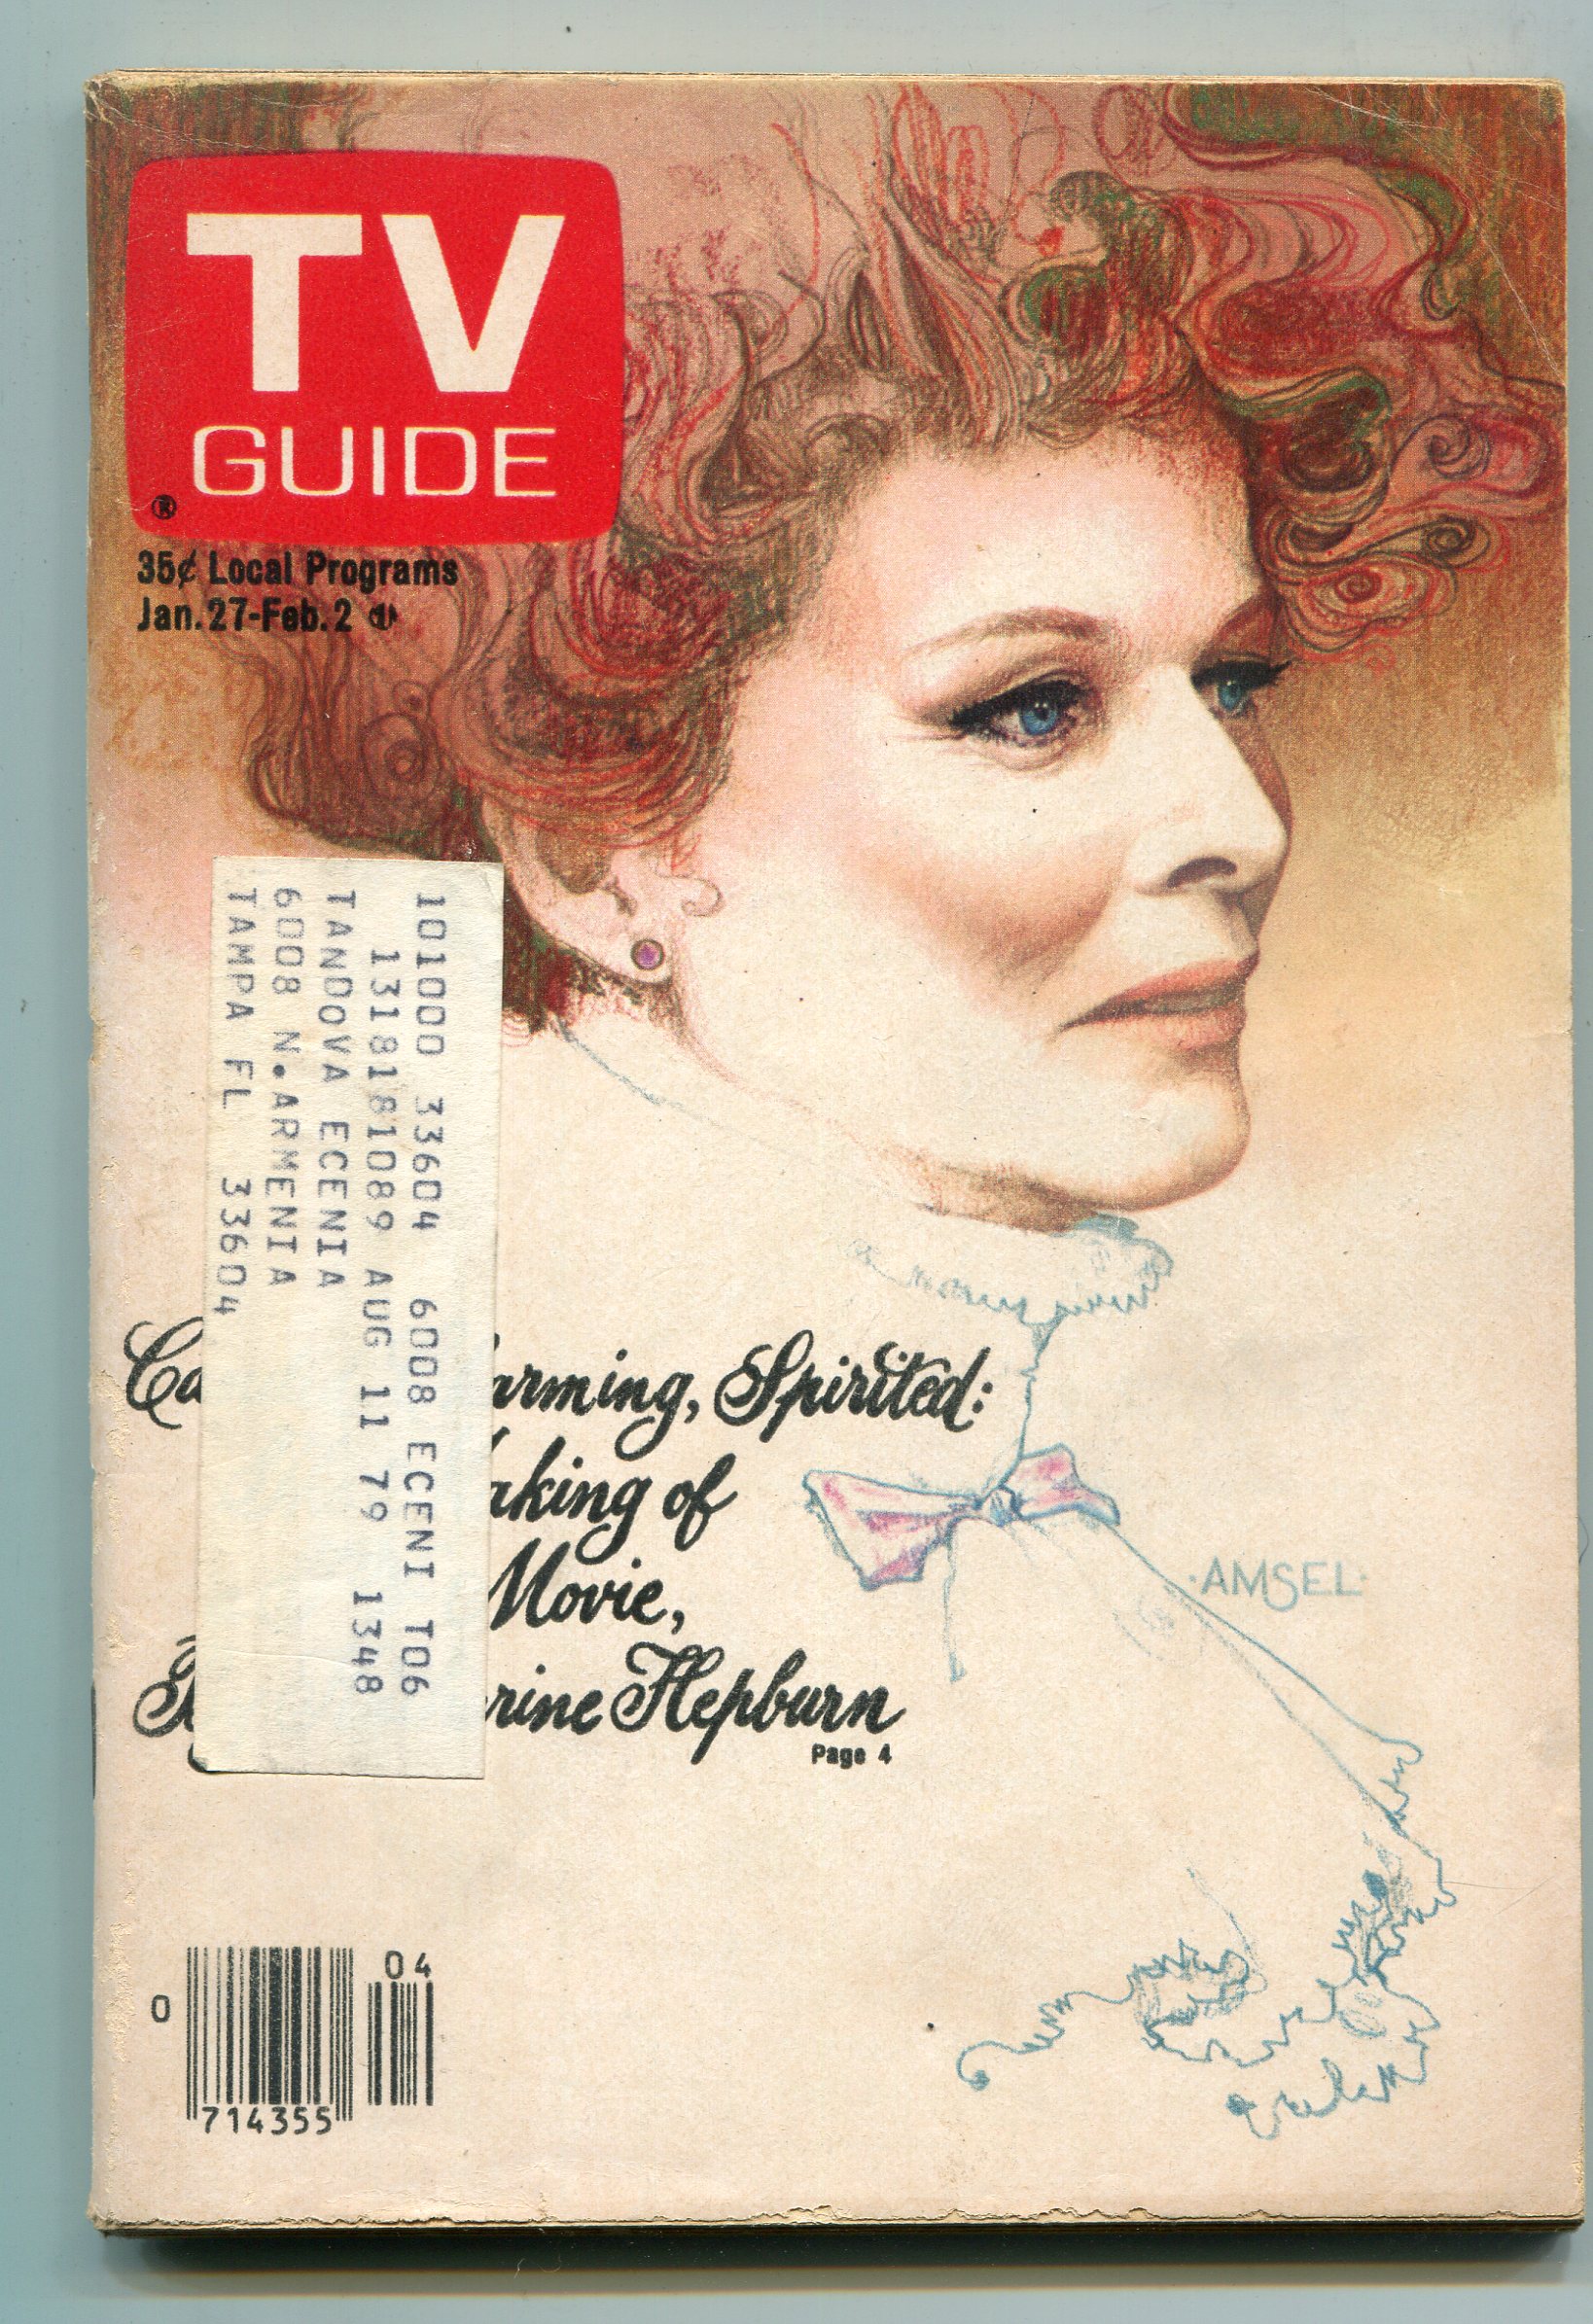 TV
GUIDE
®
35¢ Local Programs
Jan. 27-Feb. 2
101000 33604 6008 ECENI T06
1318181089 AUG 11 79 1348
TANDOVA ECENIA
6008 N.ARMENIA
TAMPA FL 33604
Ca arming, Spirited:
aking of
Movie,
rine Hepburn
Page 4
·AMSEL·
04
0
714355